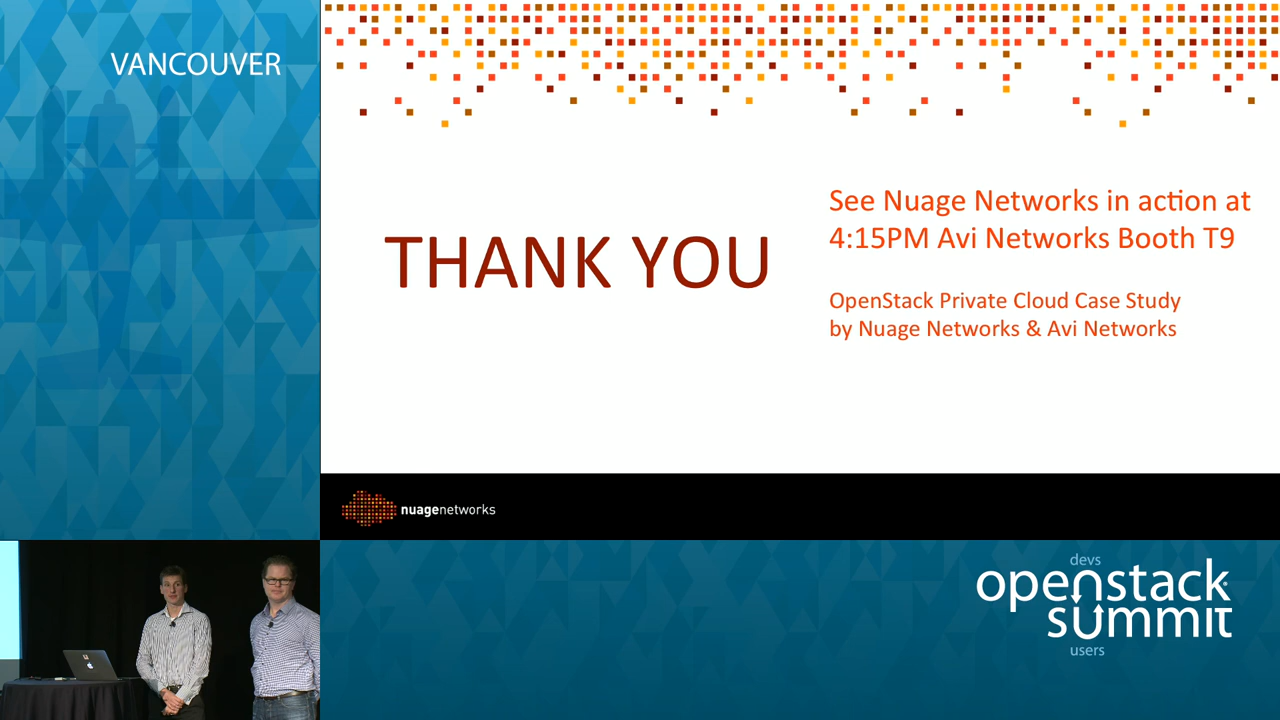 VANCOUVER
THANK YOU
See Nuage Networks in action at
4:15PM Avi Networks Booth T9
OpenStack Private Cloud Case Study
by Nuage Networks & Avi Networks
nuagenetworks
devs
openstack
summit
users